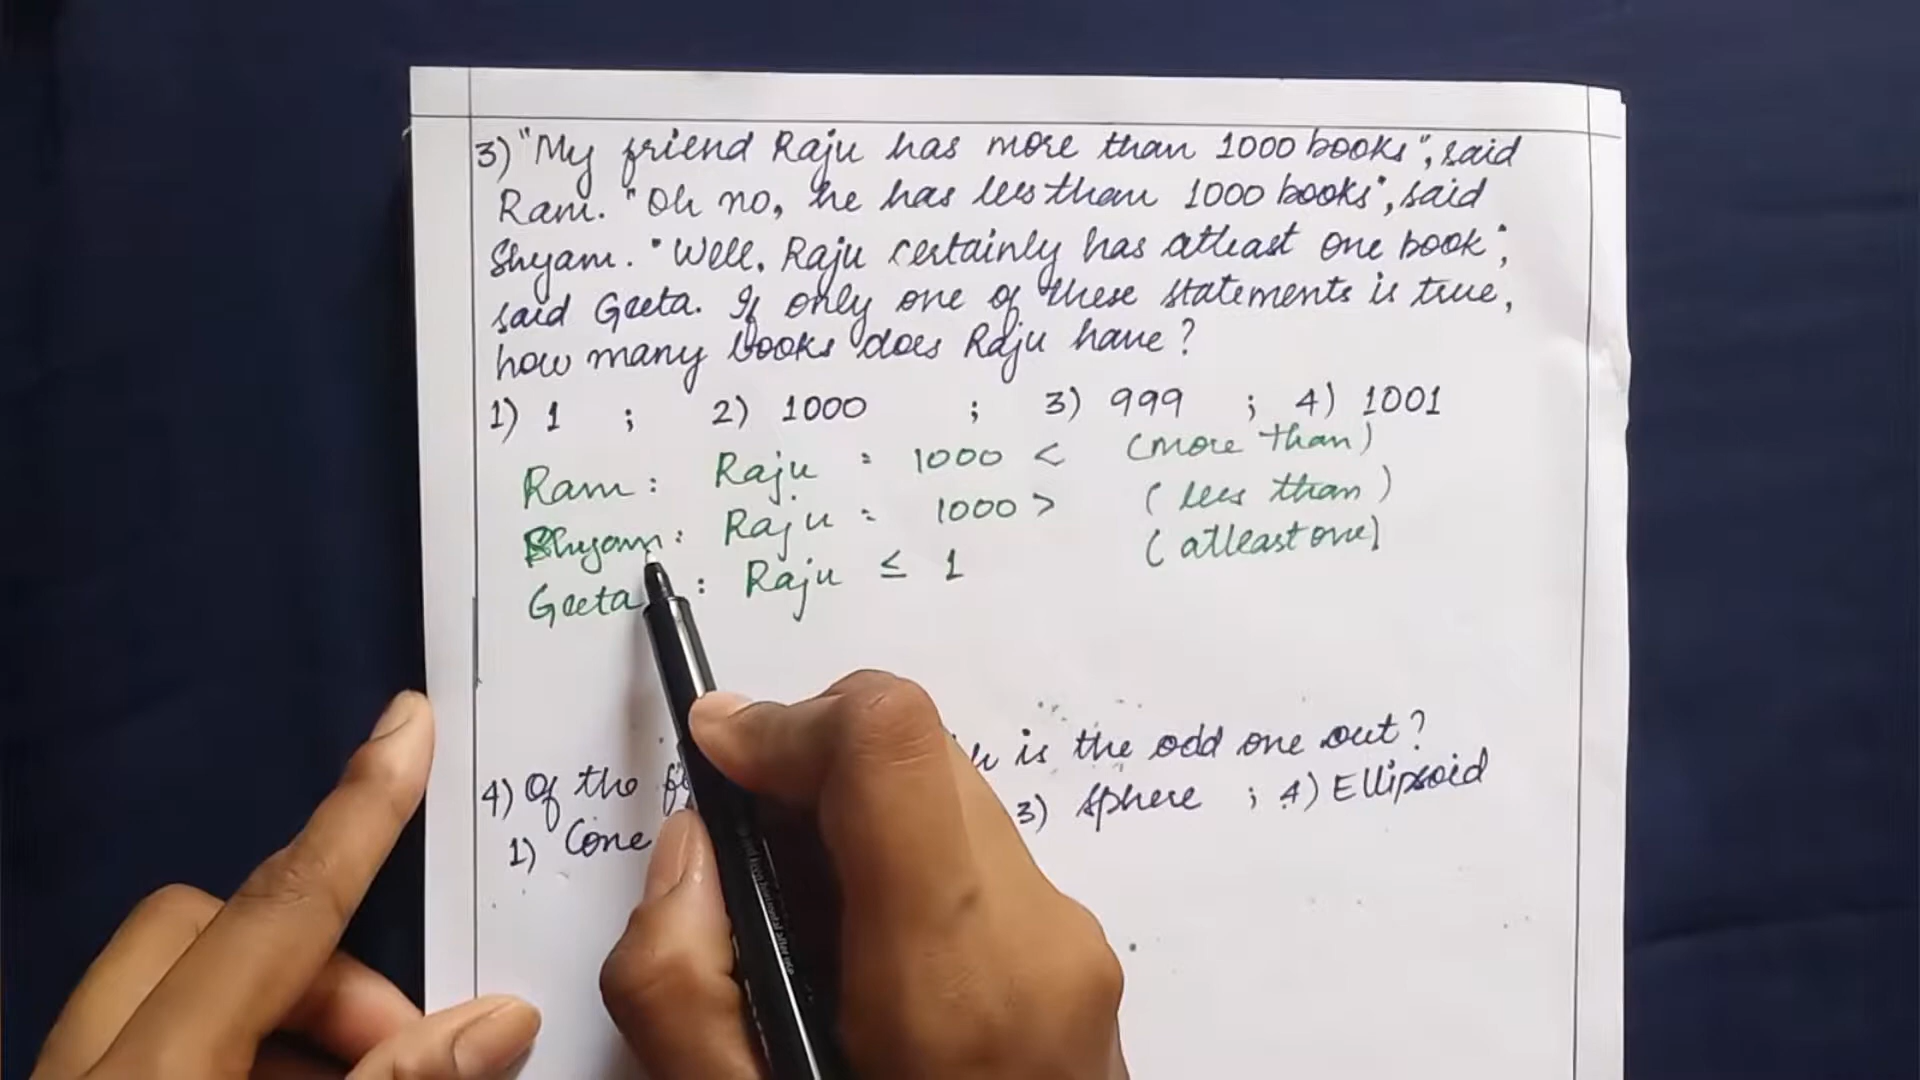 3) "My friend Raju has more than 1000 books", said
Ram. "Oh no, he has less than 1000 books", said
Shyam. "Well, Raju certainly has atleast one book",
said Geeta. If only one of these statements is true,
how many books does Raju have?
1) 1 ; 2) 1000 ; 3) 999 ; 4) 1001
Ram : Raju = 1000 < (more than)
Shyam : Raju = 1000 > (less than)
Geeta : Raju ≤ 1 (atleast one)
4) Of the is the odd one out?
1) Cone 3) Sphere ; 4) Ellipsoid